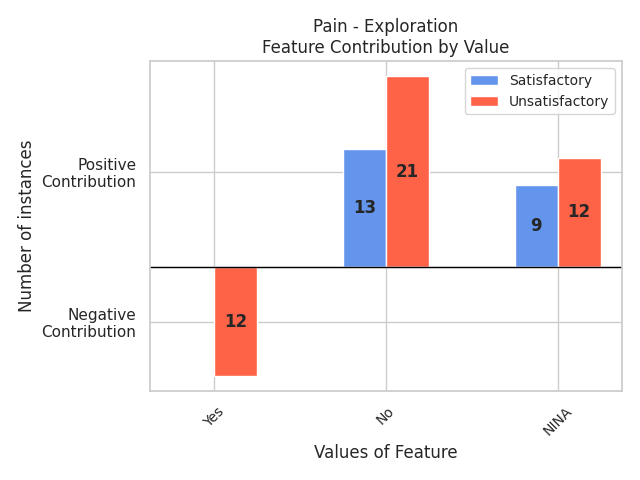 Pain - Exploration
Feature Contribution by Value
Satisfactory
Unsatisfactory
Number of instances
Positive
Contribution
Negative
Contribution
13
21
9
12
12
Yes
No
NINA
Values of Feature